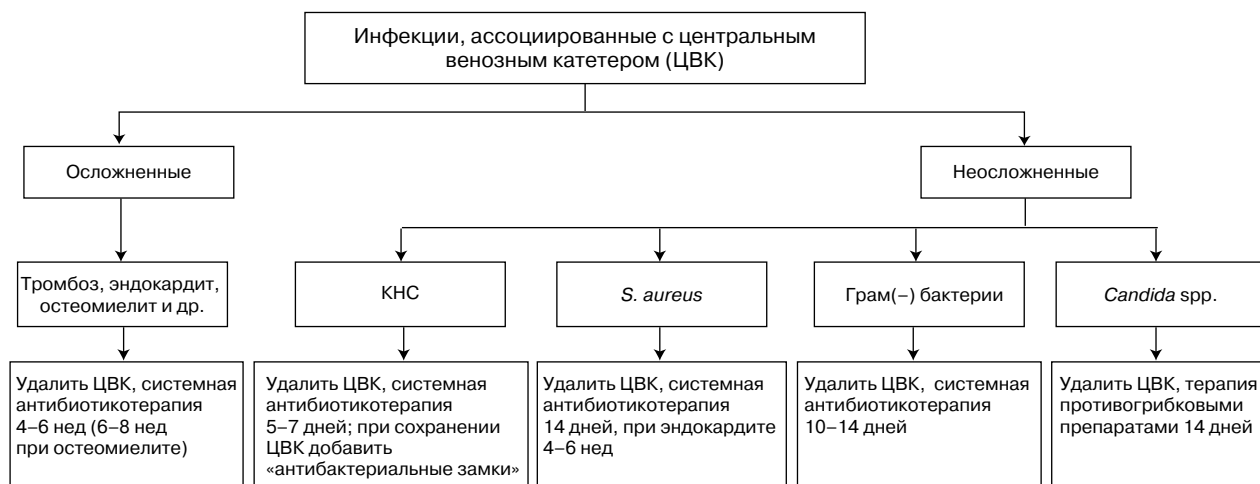 Инфекции, ассоциированные с центральным
венозным катетером (ЦВК)
Осложненные
Неосложненные
Тромбоз, эндокардит,
остеомиелит и др.
КНС
S. aureus
Грам(−) бактерии
Candida spp.
Удалить ЦВК, системная
антибиотикотерапия
4–6 нед (6–8 нед
при остеомиелите)
Удалить ЦВК, системная
антибиотикотерапия
5–7 дней; при сохранении
ЦВК добавить
«антибактериальные замки»
Удалить ЦВК, системная
антибиотикотерапия
14 дней, при эндокардите
4–6 нед
Удалить ЦВК, системная
антибиотикотерапия
10–14 дней
Удалить ЦВК, терапия
противогрибковыми
препаратами 14 дней